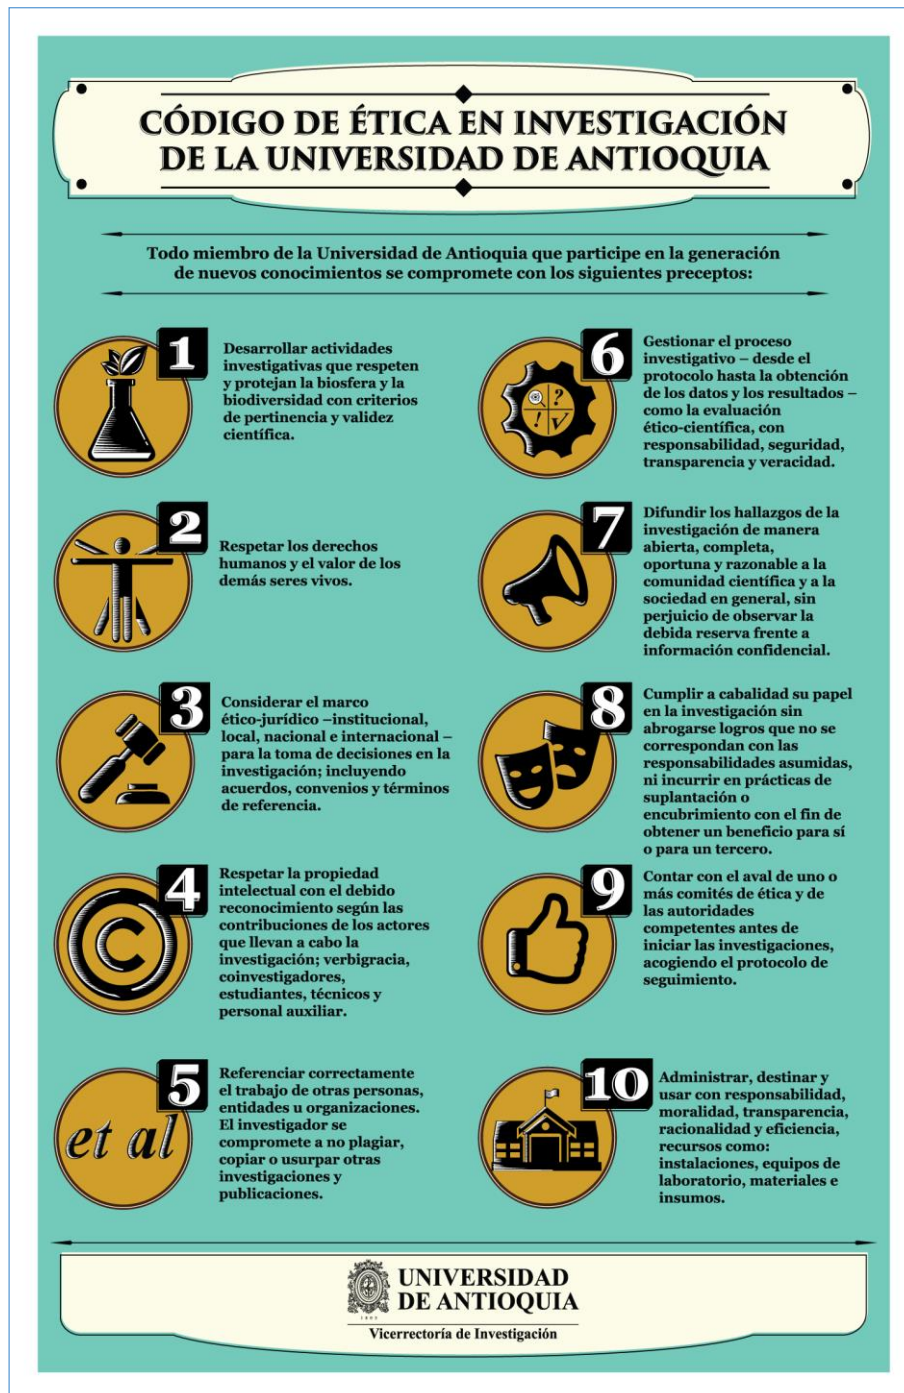 CÓDIGO DE ÉTICA EN INVESTIGACIÓN
DE LA UNIVERSIDAD DE ANTIOQUIA
Todo miembro de la Universidad de Antioquia que participe en la generación
de nuevos conocimientos se compromete con los siguientes preceptos:
1
Desarrollar actividades
investigativas que respeten
y protejan la biosfera y la
biodiversidad con criterios
de pertinencia y validez
científica.
2
Respetar los derechos
humanos y el valor de los
demás seres vivos.
3
Considerar el marco
ético-jurídico –institucional,
local, nacional e internacional –
para la toma de decisiones en la
investigación; incluyendo
acuerdos, convenios y términos
de referencia.
C
4
Respetar la propiedad
intelectual con el debido
reconocimiento según las
contribuciones de los actores
que llevan a cabo la
investigación; verbigracia,
coinvestigadores,
estudiantes, técnicos y
personal auxiliar.
et al
5
Referenciar correctamente
el trabajo de otras personas,
entidades u organizaciones.
El investigador se
compromete a no plagiar,
copiar o usurpar otras
investigaciones y
publicaciones.
? ! V
6
Gestionar el proceso
investigativo – desde el
protocolo hasta la obtención
de los datos y los resultados –
como la evaluación
ético-científica, con
responsabilidad, seguridad,
transparencia y veracidad.
7
Difundir los hallazgos de la
investigación de manera
abierta, completa,
oportuna y razonable a la
comunidad científica y a la
sociedad en general, sin
perjuicio de observar la
debida reserva frente a
información confidencial.
8
Cumplir a cabalidad su papel
en la investigación sin
abrogarse logros que no se
correspondan con las
responsabilidades asumidas,
ni incurrir en prácticas de
suplantación o
encubrimiento con el fin de
obtener un beneficio para sí
o para un tercero.
9
Contar con el aval de uno o
más comités de ética y de
las autoridades
competentes antes de
iniciar las investigaciones,
acogiendo el protocolo de
seguimiento.
10
Administrar, destinar y
usar con responsabilidad,
moralidad, transparencia,
racionalidad y eficiencia,
recursos como:
instalaciones, equipos de
laboratorio, materiales e
insumos.
UNIVERSIDAD
DE ANTIOQUIA
1803
Vicerrectoría de Investigación